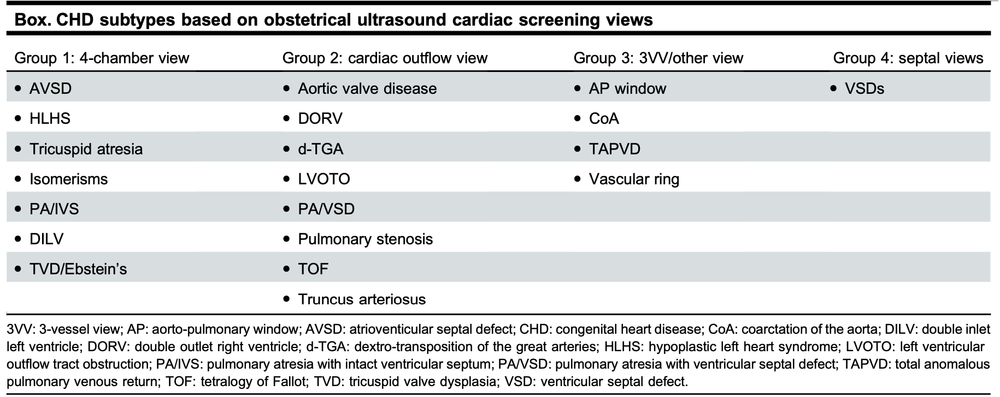 Box. CHD subtypes based on obstetrical ultrasound cardiac screening views
Group 1: 4-chamber view Group 2: cardiac outflow view Group 3: 3VV/other view Group 4: septal views
• AVSD • Aortic valve disease • AP window • VSDs
• HLHS • DORV • CoA
• Tricuspid atresia • d-TGA • TAPVD
• Isomerisms • LVOTO • Vascular ring
• PA/IVS • PA/VSD
• DILV • Pulmonary stenosis
• TVD/Ebstein’s • TOF
• Truncus arteriosus
3VV: 3-vessel view; AP: aorto-pulmonary window; AVSD: atrioventicular septal defect; CHD: congenital heart disease; CoA: coarctation of the aorta; DILV: double inlet
left ventricle; DORV: double outlet right ventricle; d-TGA: dextro-transposition of the great arteries; HLHS: hypoplastic left heart syndrome; LVOTO: left ventricular
outflow tract obstruction; PA/IVS: pulmonary atresia with intact ventricular septum; PA/VSD: pulmonary atresia with ventricular septal defect; TAPVD: total anomalous
pulmonary venous return; TOF: tetralogy of Fallot; TVD: tricuspid valve dysplasia; VSD: ventricular septal defect.